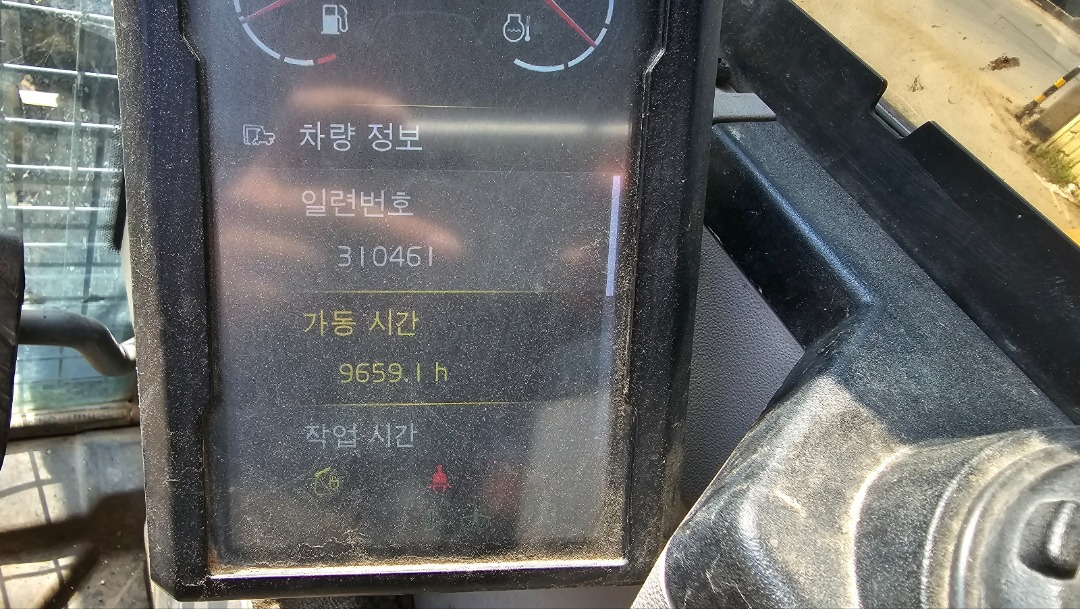 차량 정보
일련번호
310461
가동 시간
9659.1 h
작업 시간